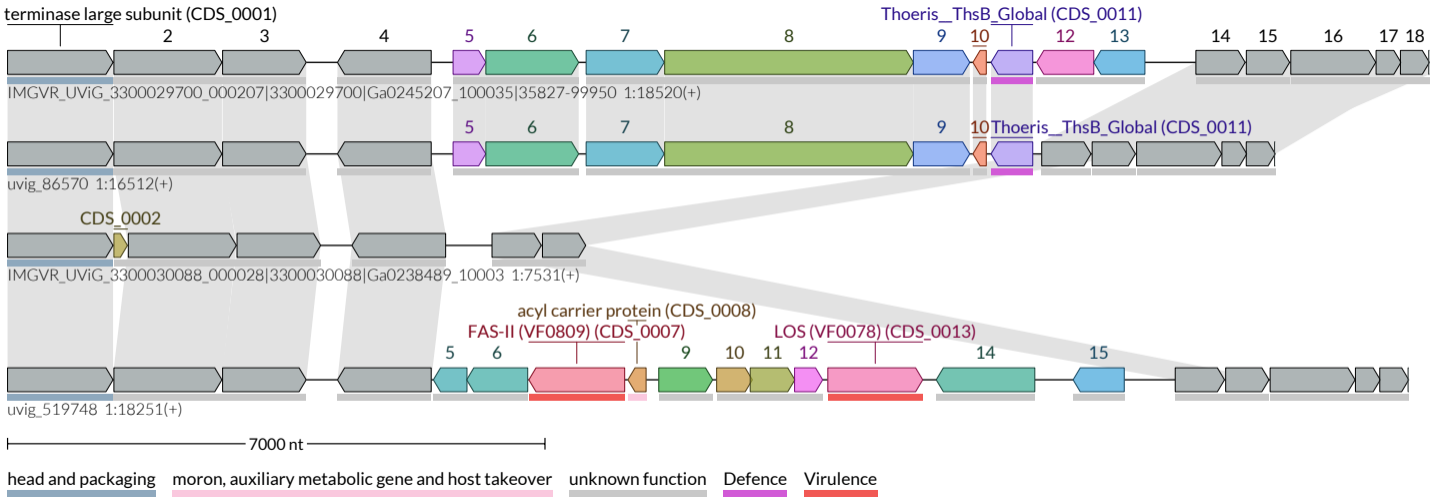 terminase large subunit (CDS_0001)
Thoeris__ThsB_Global (CDS_0011)
2 3 4 5 6 7 8 9 10 12 13 14 15 16 17 18
IMGVR_UViG_3300029700_000207|3300029700|Ga0245207_100035|35827-99950 1:18520(+)
5 6 7 8 9 10 Thoeris__ThsB_Global (CDS_0011)
uvig_86570 1:16512(+)
CDS_0002
IMGVR_UViG_3300030088_000028|3300030088|Ga0238489_10003 1:7531(+)
acyl carrier protein (CDS_0008)
FAS-II (VF0809) (CDS_0007)
LOS (VF0078) (CDS_0013)
5 6 9 10 11 12 14 15
uvig_519748 1:18251(+)
7000 nt
head and packaging
moron, auxiliary metabolic gene and host takeover
unknown function
Defence
Virulence